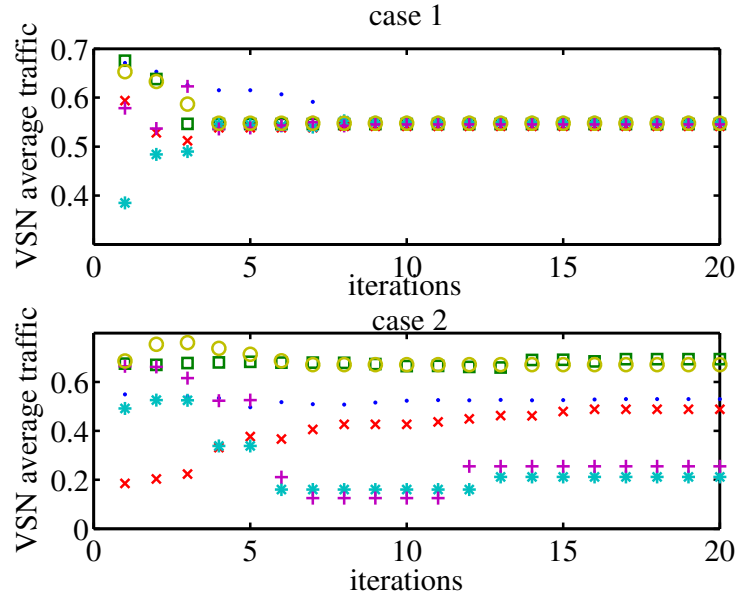 case 1
VSN average traffic
0.7
0.6
0.5
0.4
0 5 10 15 20
iterations
case 2
VSN average traffic
0.6
0.4
0.2
0
0 5 10 15 20
iterations